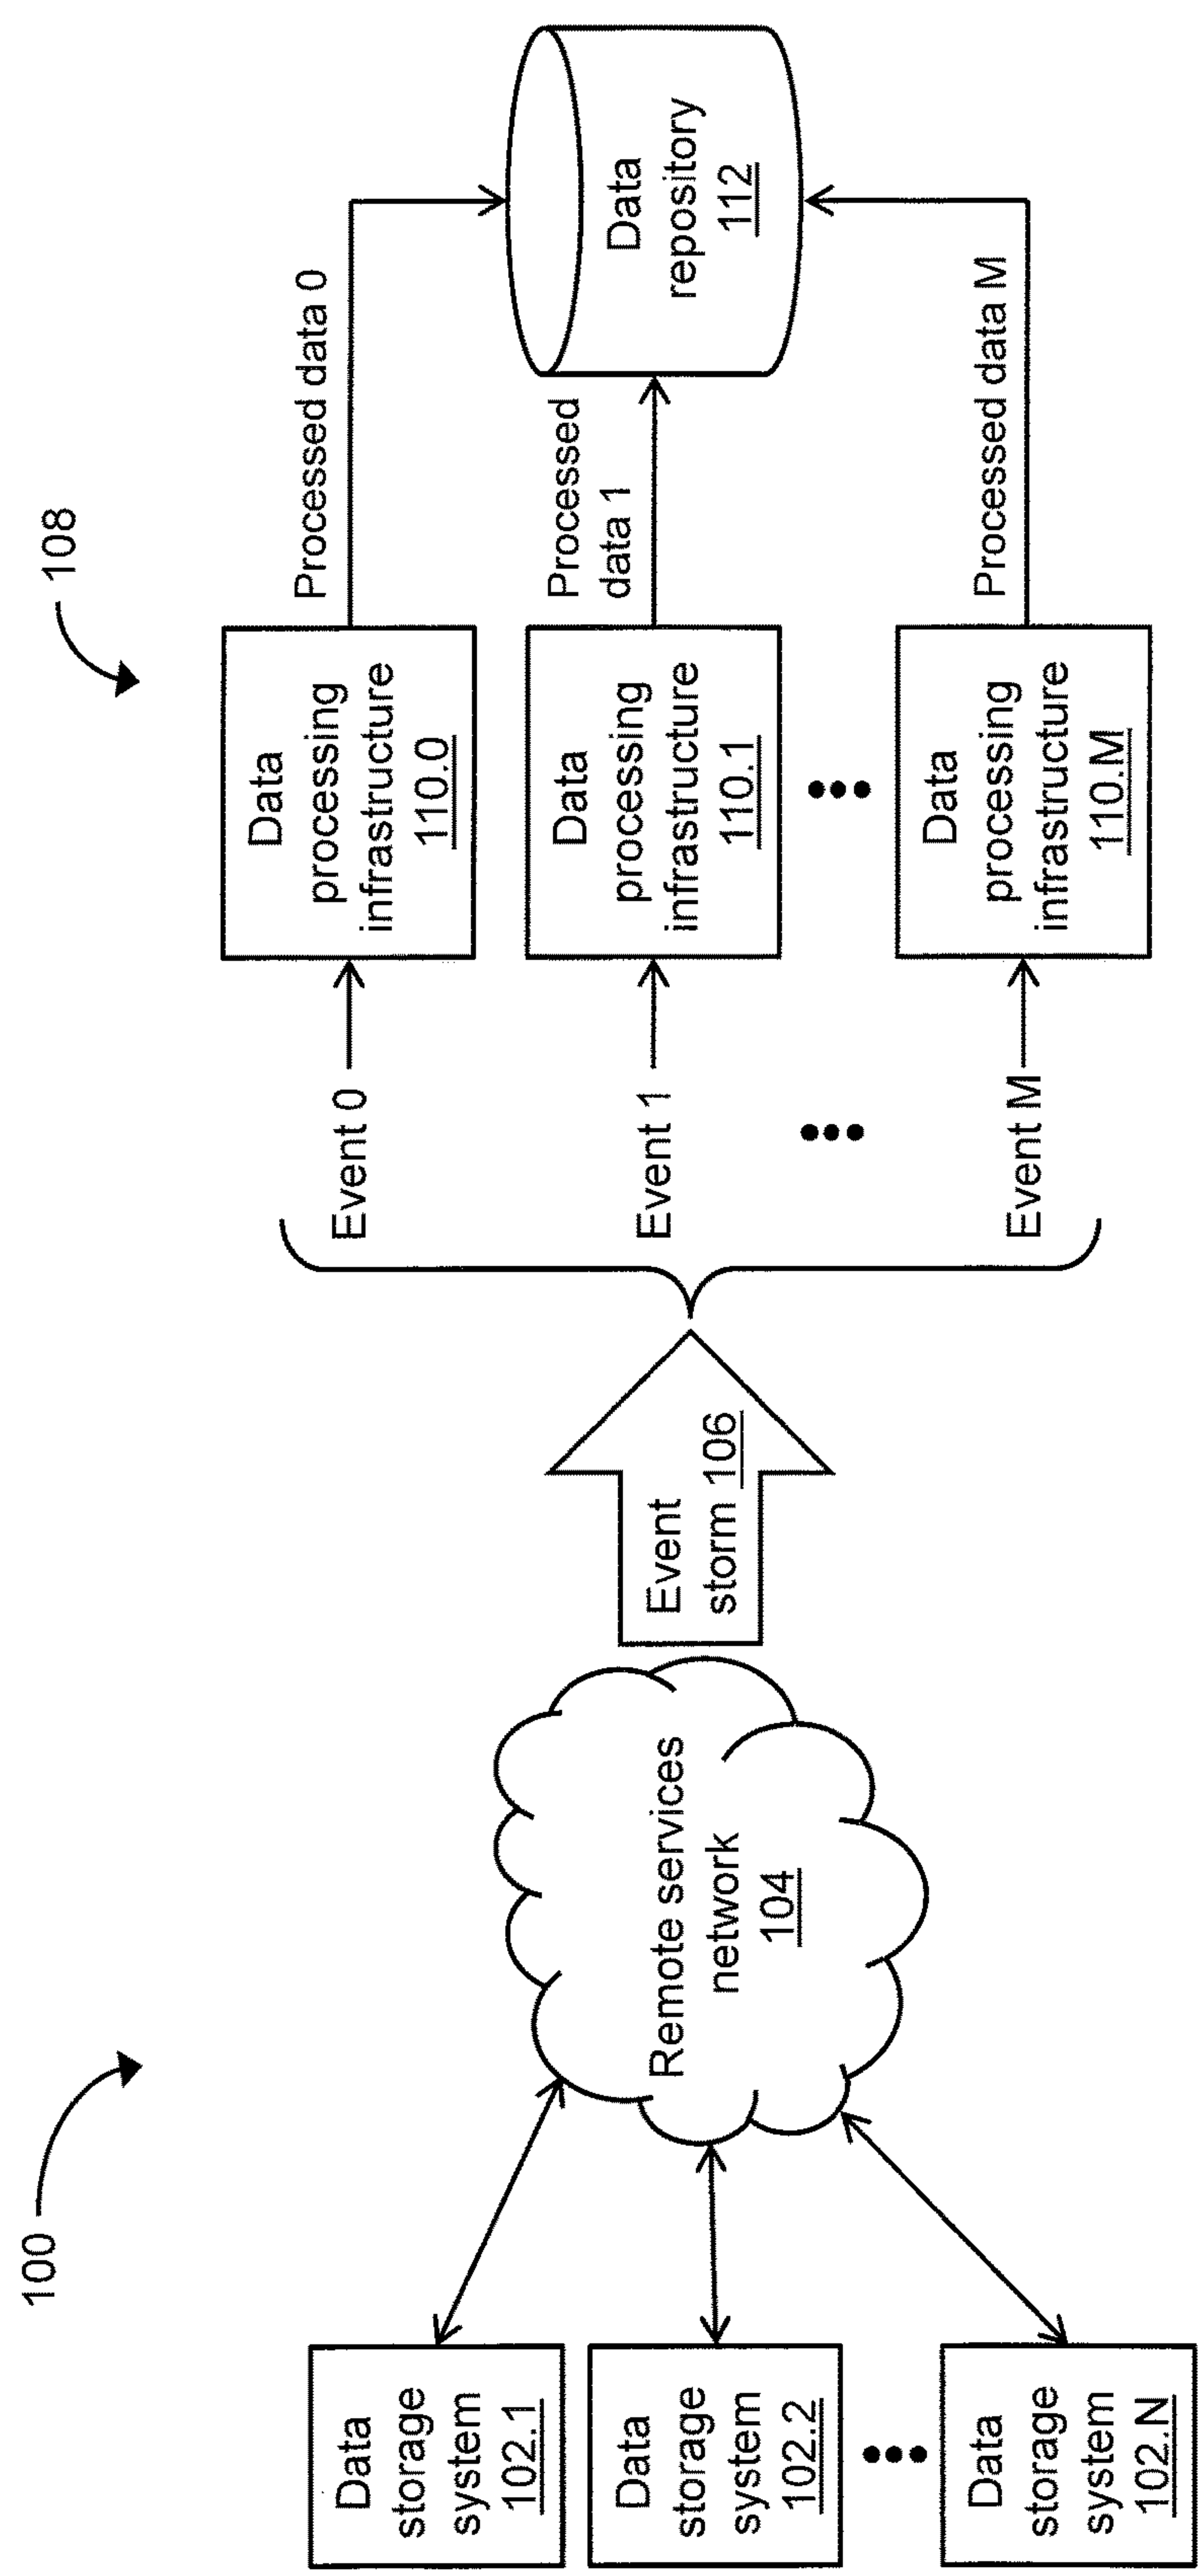 100
108
Data
storage
system
102.1
Data
storage
system
102.2
Data
storage
system
102.N
Remote services
network
104
Event
storm 106
Event 0
Event 1
Event M
Data
processing
infrastructure
110.0
Data
processing
infrastructure
110.1
Data
processing
infrastructure
110.M
Processed data 0
Processed
data 1
Processed data M
Data
repository
112